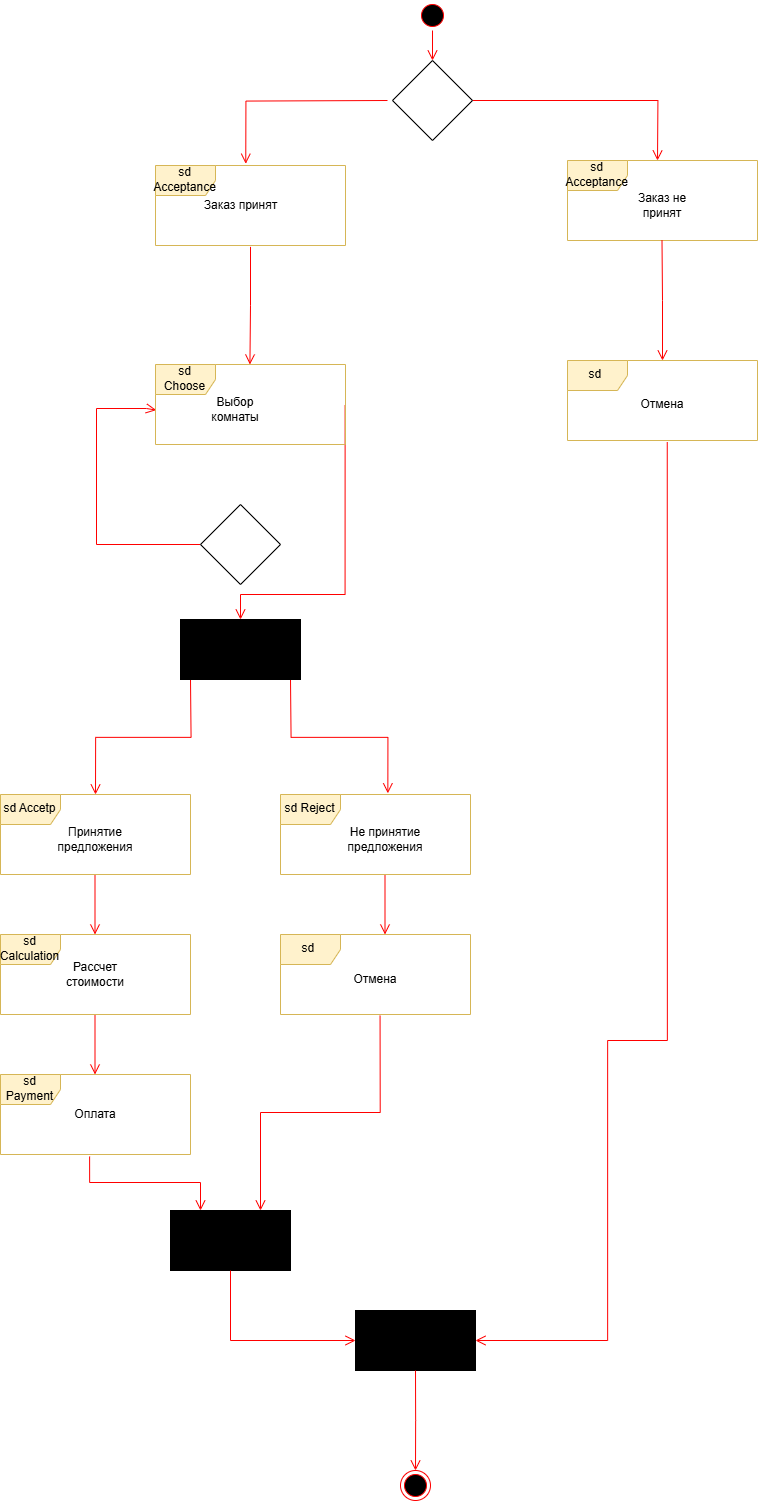 sd
Acceptance
Заказ принят
sd
Acceptance
Заказ не
принят
sd
Choose
Выбор
комнаты
sd
Отмена
sd Accetp
Принятие
предложения
sd Reject
Не принятие
предложения
sd
Calculation
Рассчет
стоимости
sd
Отмена
sd
Payment
Оплата